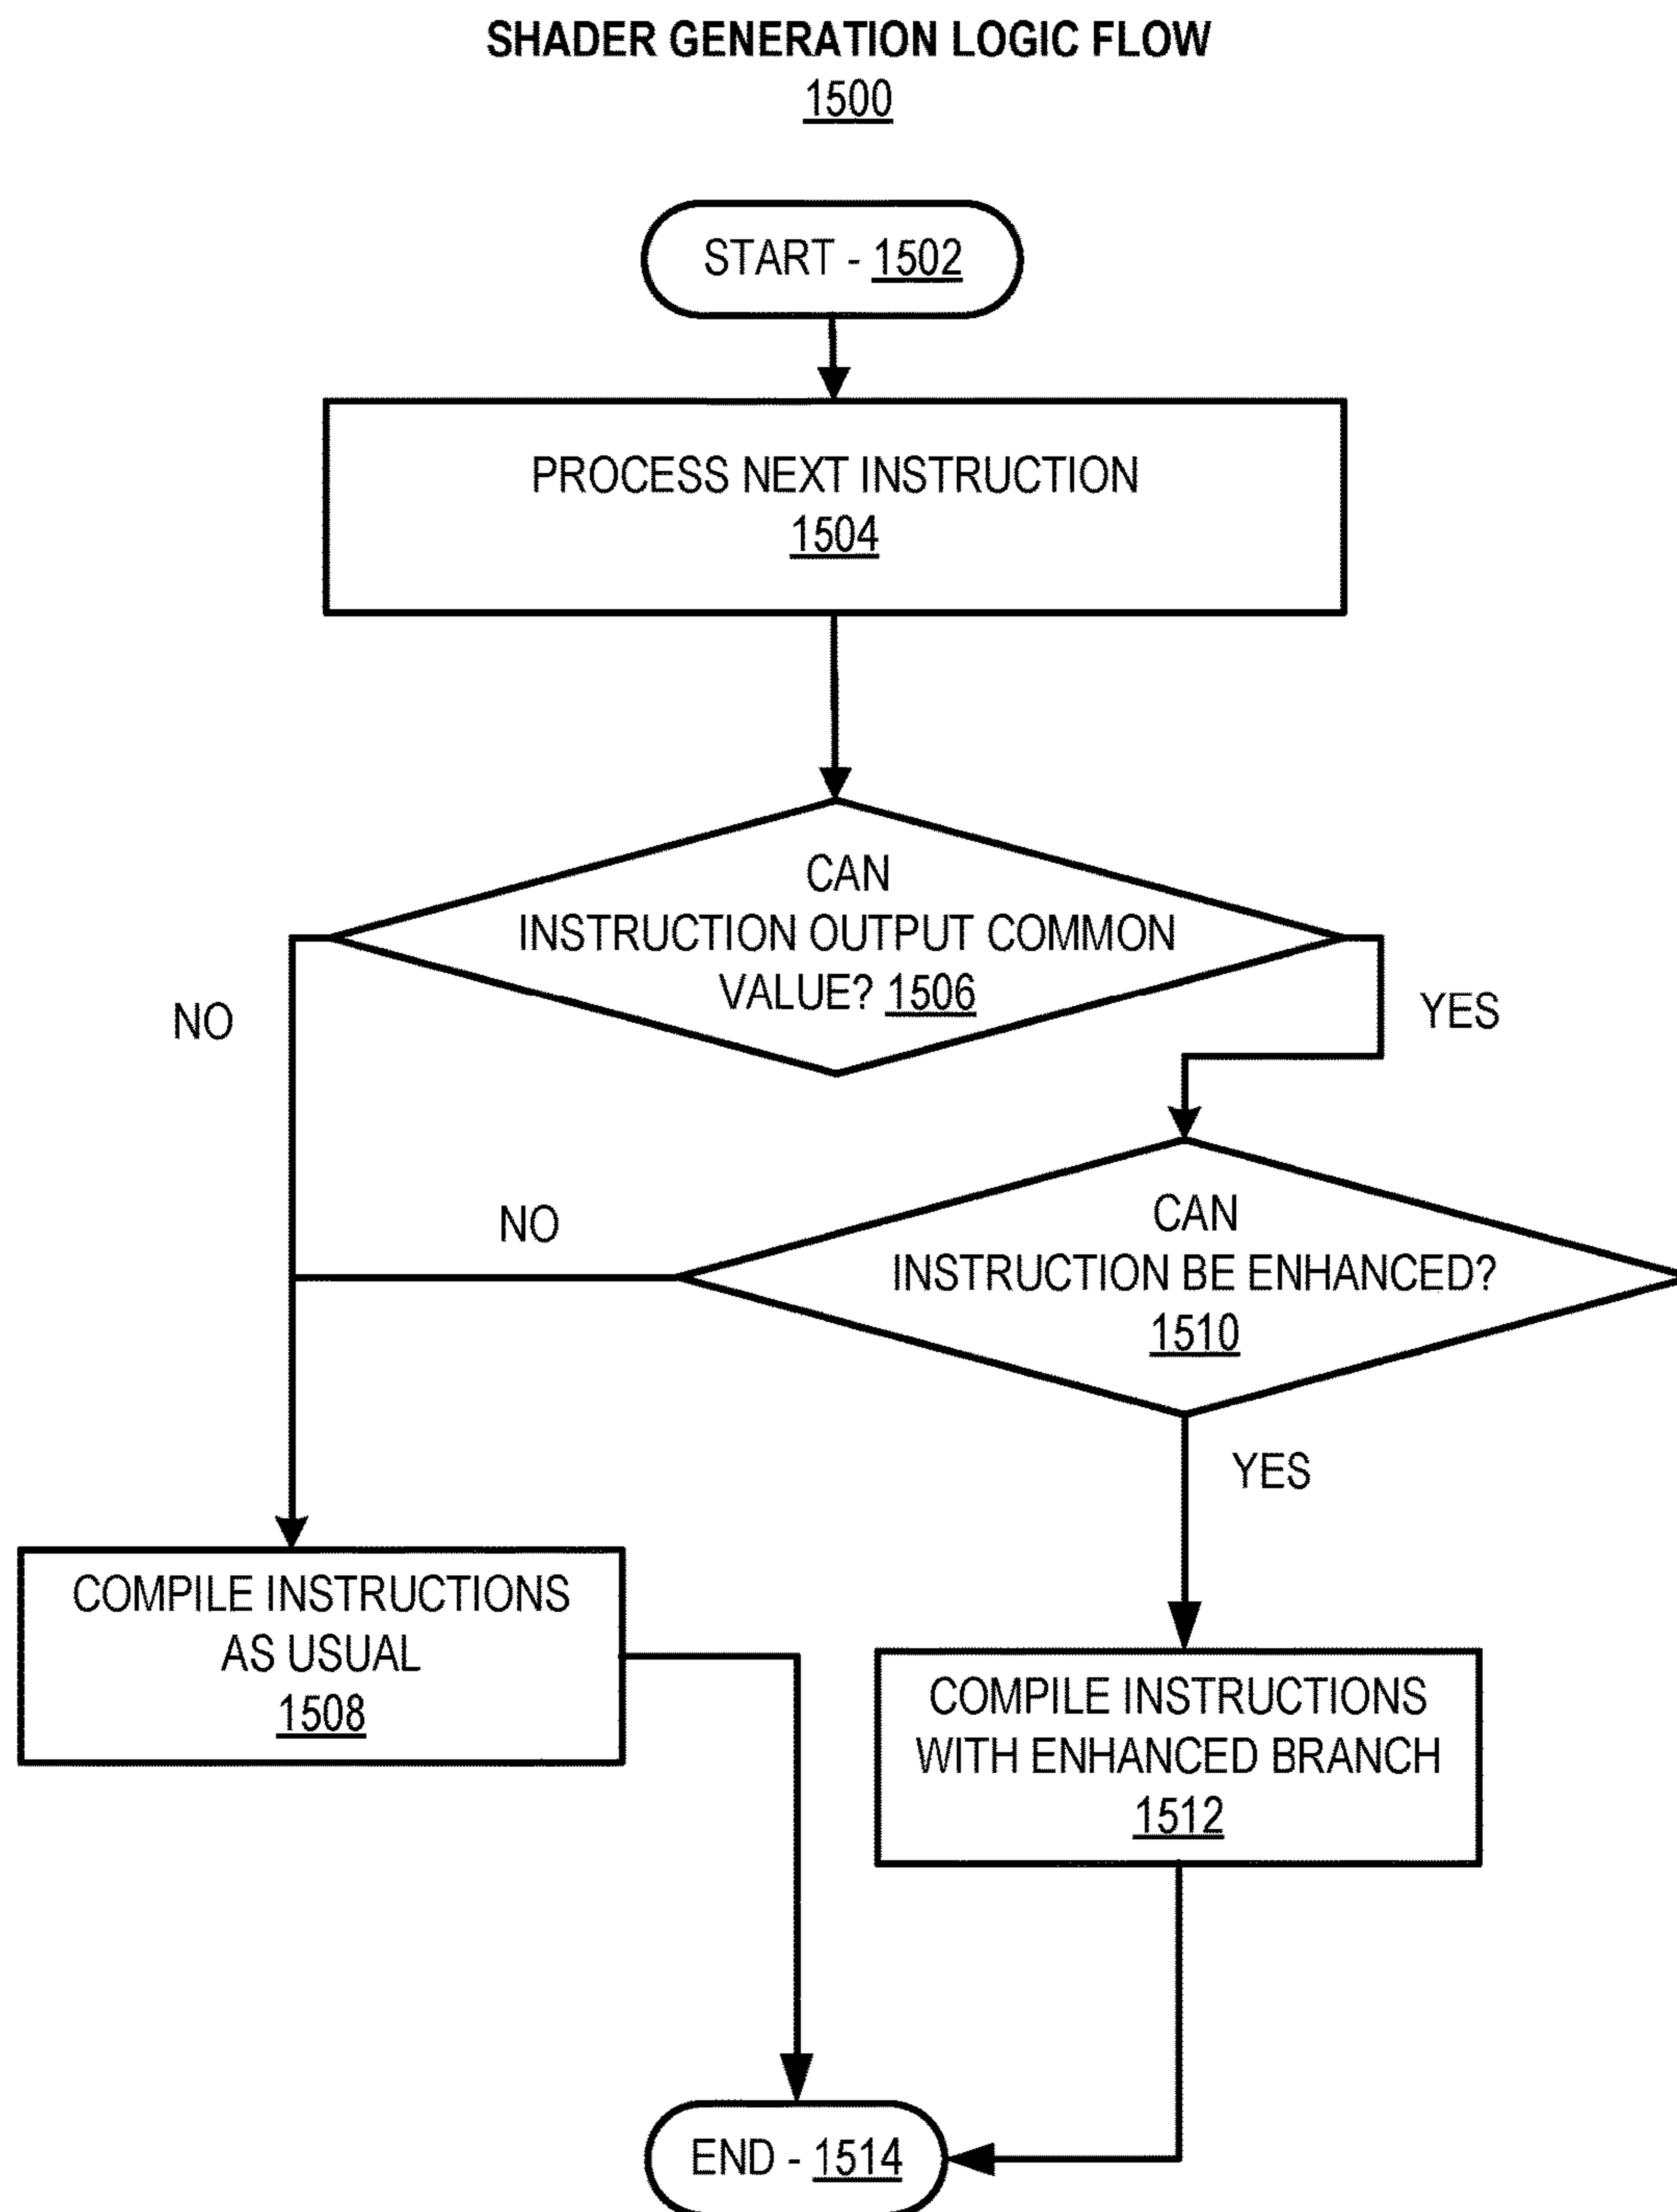 SHADER GENERATION LOGIC FLOW
1500
START - 1502
PROCESS NEXT INSTRUCTION
1504
CAN
INSTRUCTION OUTPUT COMMON
VALUE? 1506
NO
YES
CAN
INSTRUCTION BE ENHANCED?
1510
NO
YES
COMPILE INSTRUCTIONS
AS USUAL
1508
COMPILE INSTRUCTIONS
WITH ENHANCED BRANCH
1512
END - 1514